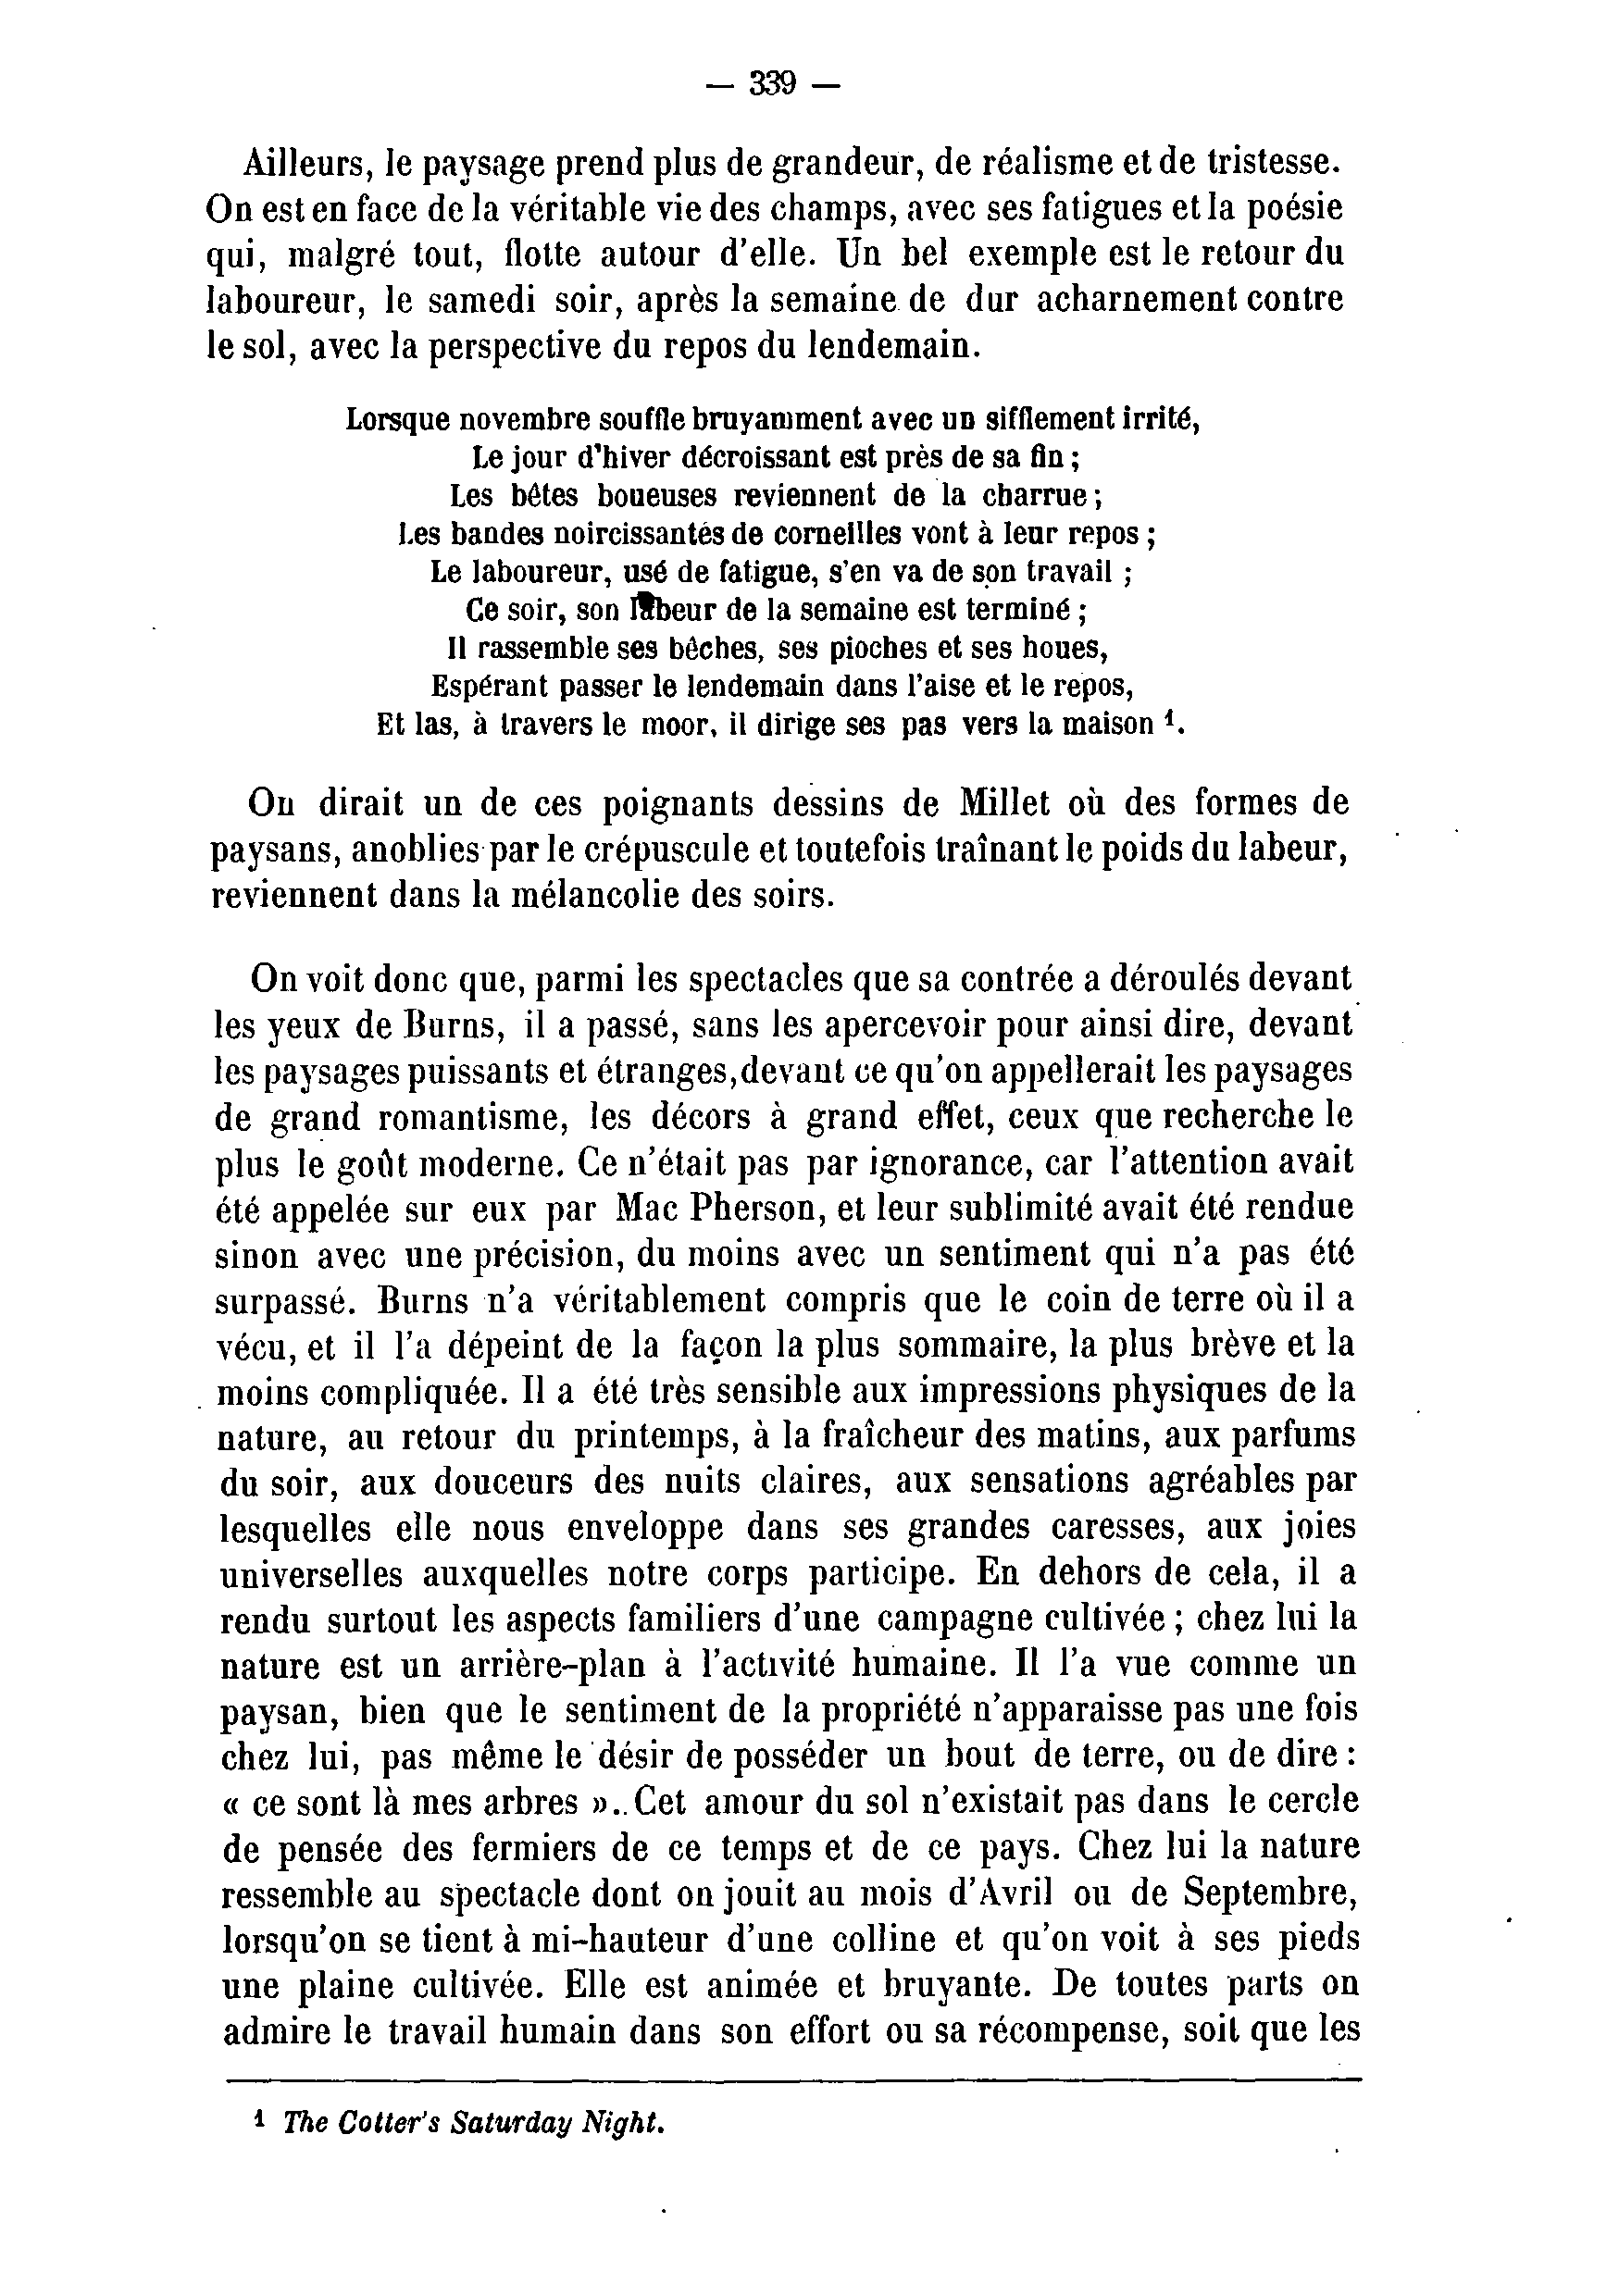 — 339 —
Ailleurs, le paysage prend plus de grandeur, de réalisme et de tristesse.
On est en face de la véritable vie des champs, avec ses fatigues et la poésie
qui, malgré tout, flotte autour d'elle. Un bel exemple est le retour du
laboureur, le samedi soir, après la semaine de dur acharnement contre
le sol, avec la perspective du repos du lendemain.
Lorsque novembre souffle bruyamment avec un sifflement irrité,
Le jour d'hiver décroissant est près de sa fin ;
Les bêtes boueuses reviennent de la charrue ;
Les bandes noircissantes de corneilles vont à leur repos ;
Le laboureur, usé de fatigue, s'en va de son travail ;
Ce soir, son labeur de la semaine est terminé ;
Il rassemble ses bêches, ses pioches et ses houes,
Espérant passer le lendemain dans l'aise et le repos,
Et las, à travers le moor, il dirige ses pas vers la maison ¹.
On dirait un de ces poignants dessins de Millet où des formes de
paysans, anoblies par le crépuscule et toutefois traînant le poids du labeur,
reviennent dans la mélancolie des soirs.
On voit donc que, parmi les spectacles que sa contrée a déroulés devant
les yeux de Burns, il a passé, sans les apercevoir pour ainsi dire, devant
les paysages puissants et étranges, devant ce qu'on appellerait les paysages
de grand romantisme, les décors à grand effet, ceux que recherche le
plus le goût moderne. Ce n'était pas par ignorance, car l'attention avait
été appelée sur eux par Mac Pherson, et leur sublimité avait été rendue
sinon avec une précision, du moins avec un sentiment qui n'a pas été
surpassé. Burns n'a véritablement compris que le coin de terre où il a
vécu, et il l'a dépeint de la façon la plus sommaire, la plus brève et la
moins compliquée. Il a été très sensible aux impressions physiques de la
nature, au retour du printemps, à la fraîcheur des matins, aux parfums
du soir, aux douceurs des nuits claires, aux sensations agréables par
lesquelles elle nous enveloppe dans ses grandes caresses, aux joies
universelles auxquelles notre corps participe. En dehors de cela, il a
rendu surtout les aspects familiers d'une campagne cultivée ; chez lui la
nature est un arrière-plan à l'activité humaine. Il l'a vue comme un
paysan, bien que le sentiment de la propriété n'apparaisse pas une fois
chez lui, pas même le désir de posséder un bout de terre, ou de dire :
« ce sont là mes arbres ». Cet amour du sol n'existait pas dans le cercle
de pensée des fermiers de ce temps et de ce pays. Chez lui la nature
ressemble au spectacle dont on jouit au mois d'Avril ou de Septembre,
lorsqu'on se tient à mi-hauteur d'une colline et qu'on voit à ses pieds
une plaine cultivée. Elle est animée et bruyante. De toutes parts on
admire le travail humain dans son effort ou sa récompense, soit que les
¹ The Cotter's Saturday Night.